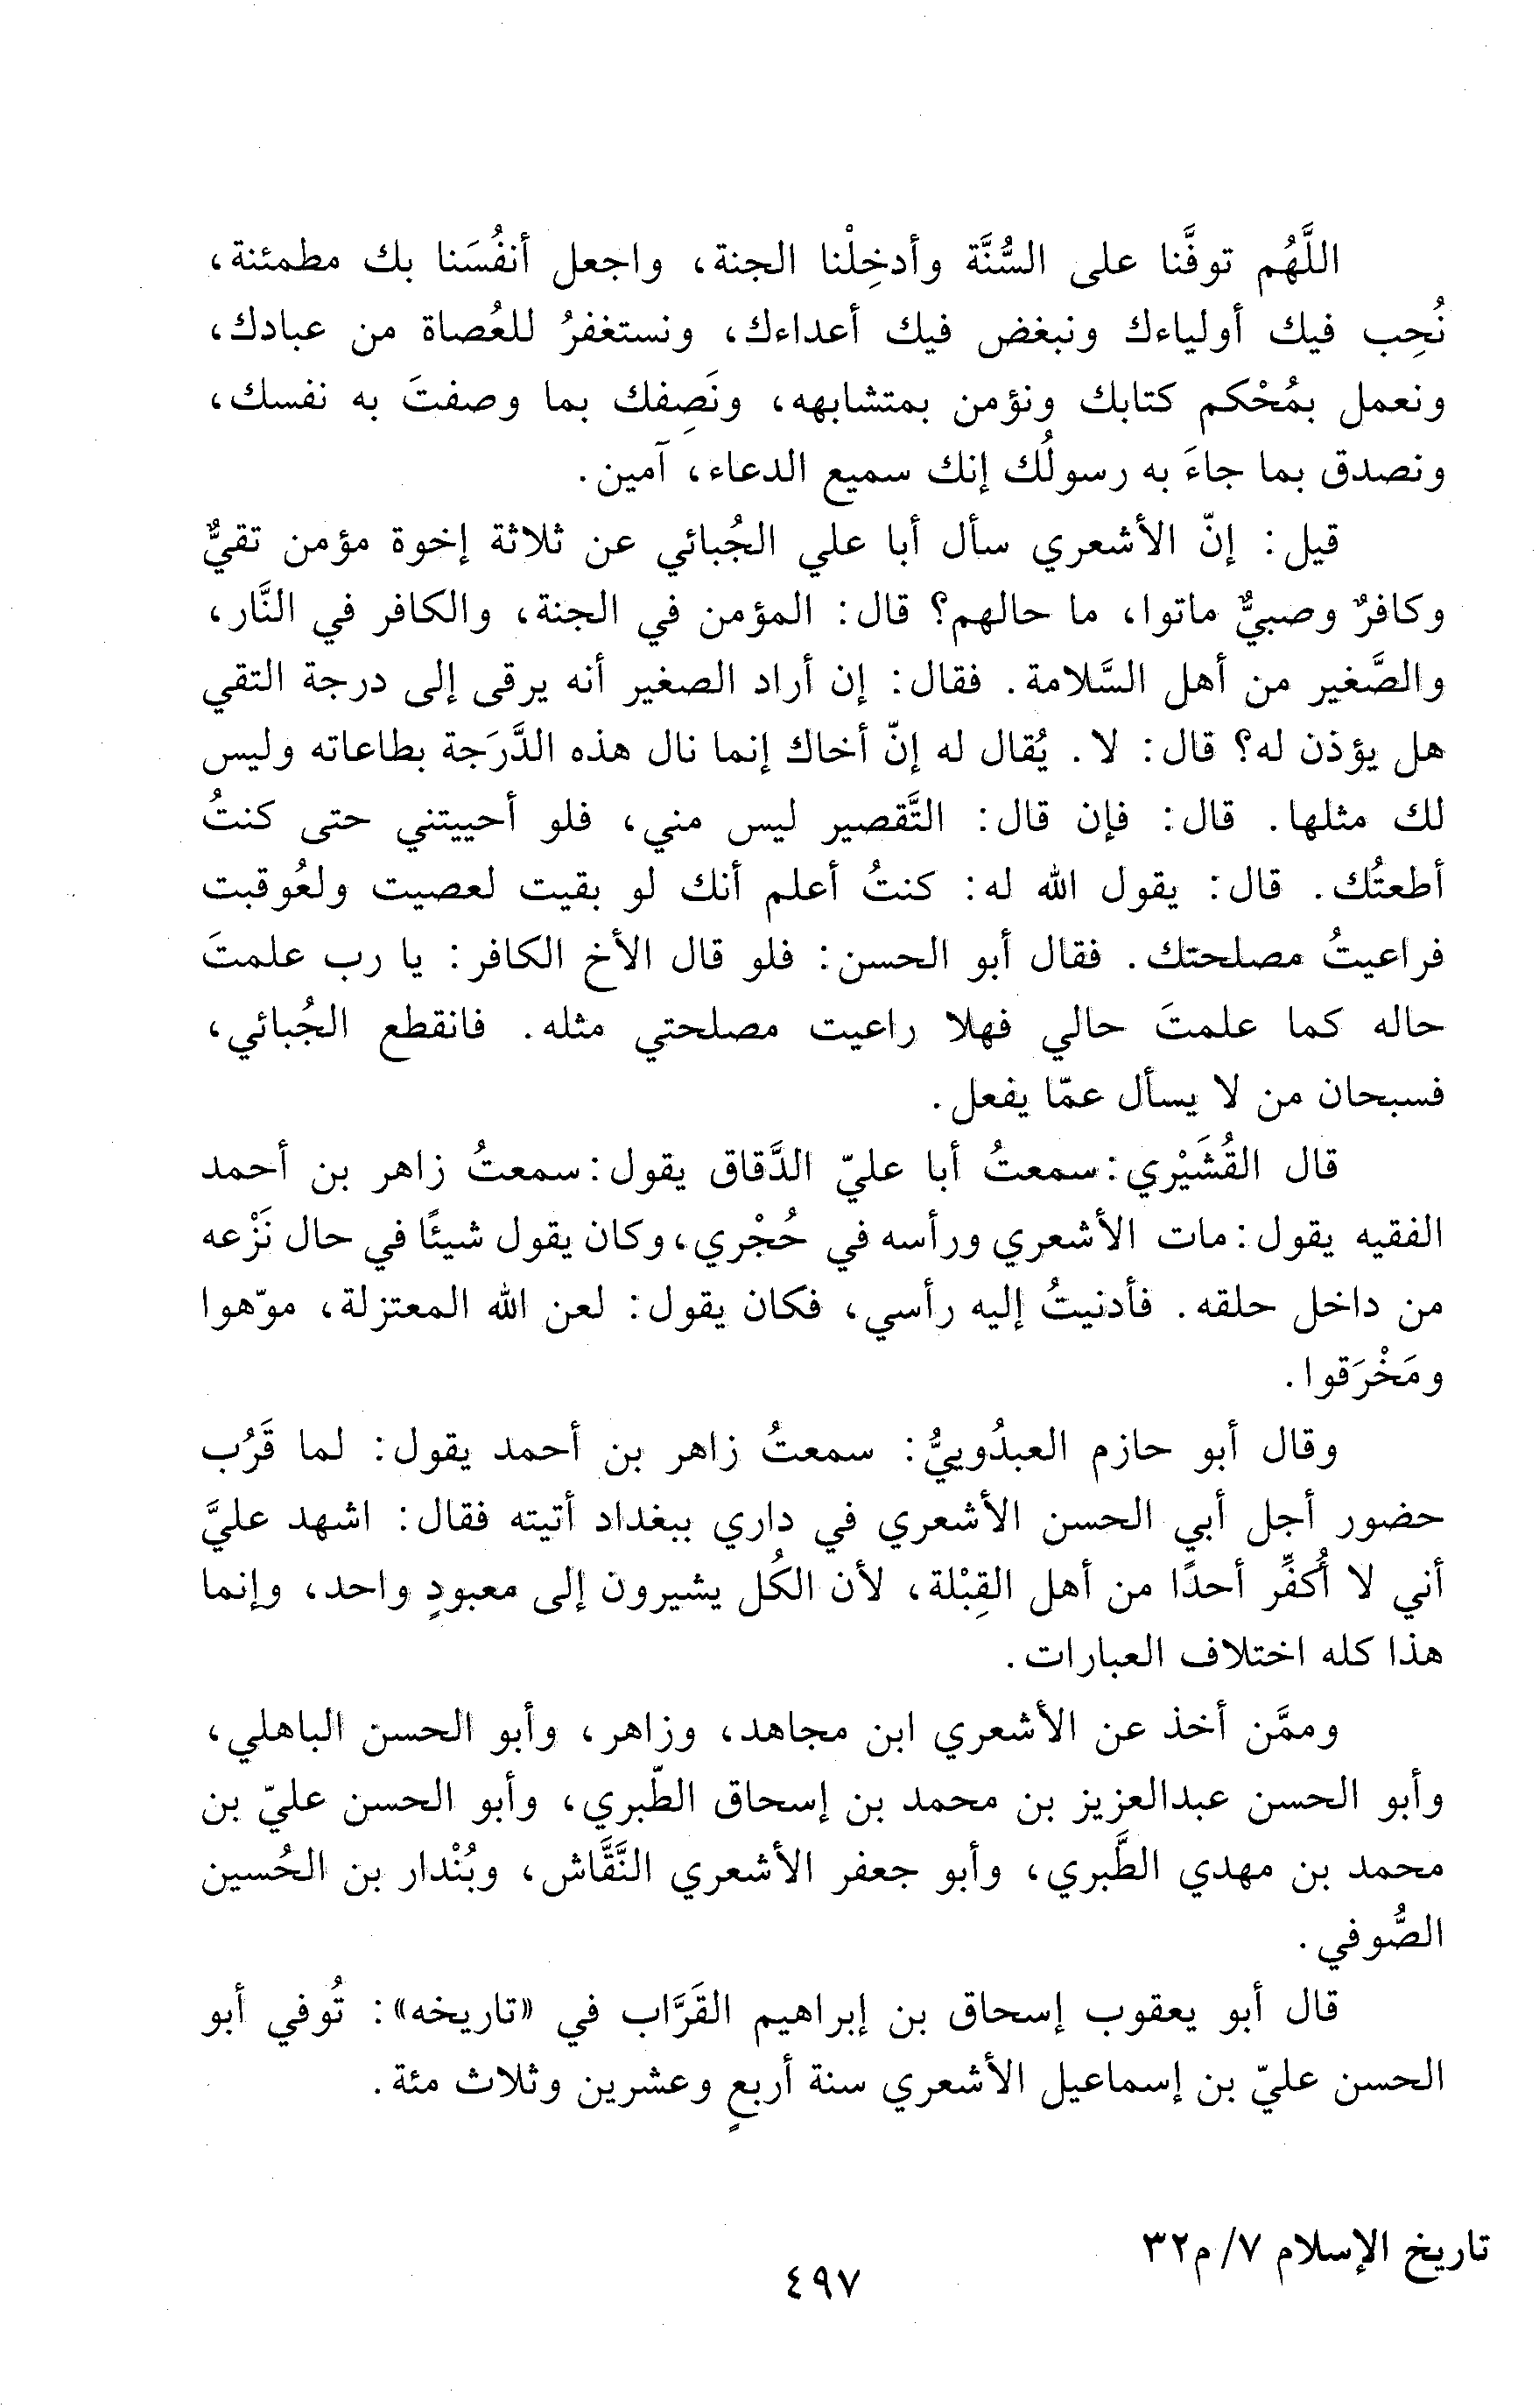 اللَّهُم توفَّنا على السُّنَّة وأدخِلْنا الجنة، واجعل أنفُسَنا بك مطمئنة،
نُحِب فيك أولياءك ونبغض فيك أعداءك، ونستغفرُ للعُصاة من عبادك،
ونعمل بمُحْكم كتابك ونؤمن بمتشابهه، ونَصِفك بما وصفتَ به نفسك،
ونصدق بما جاءَ به رسولُك إنك سميع الدعاء، آمين.
قيل: إنّ الأشعري سأل أبا علي الجُبائي عن ثلاثة إخوة مؤمن تقيٌّ
وكافرٌ وصبيٌّ ماتوا، ما حالهم؟ قال: المؤمن في الجنة، والكافر في النَّار،
والصَّغير من أهل السَّلامة. فقال: إن أراد الصغير أنه يرقى إلى درجة التقي
هل يؤذن له؟ قال: لا. يُقال له إنّ أخاك إنما نال هذه الدَّرَجة بطاعاته وليس
لك مثلها. قال: فإن قال: التَّقصير ليس مني، فلو أحييتني حتى كنتُ
أطعتُك. قال: يقول الله له: كنتُ أعلم أنك لو بقيت لعصيت ولعُوقبت
فراعيتُ مصلحتك. فقال أبو الحسن: فلو قال الأخ الكافر: يا رب علمتَ
حاله كما علمتَ حالي فهلا راعيت مصلحتي مثله. فانقطع الجُبائي،
فسبحان من لا يسأل عمّا يفعل.
قال القُشَيْري: سمعتُ أبا عليّ الدَّقاق يقول: سمعتُ زاهر بن أحمد
الفقيه يقول: مات الأشعري ورأسه في حُجْري، وكان يقول شيئًا في حال نَزْعه
من داخل حلقه. فأدنيتُ إليه رأسي، فكان يقول: لعن الله المعتزلة، موّهوا
ومَخْرَقوا.
وقال أبو حازم العبدُوييُّ: سمعتُ زاهر بن أحمد يقول: لما قَرُب
حضور أجل أبي الحسن الأشعري في داري ببغداد أتيته فقال: اشهد عليَّ
أني لا أُكفِّر أحدًا من أهل القِبْلة، لأن الكُل يشيرون إلى معبودٍ واحد، وإنما
هذا كله اختلاف العبارات.
وممَّن أخذ عن الأشعري ابن مجاهد، وزاهر، وأبو الحسن الباهلي،
وأبو الحسن عبدالعزيز بن محمد بن إسحاق الطّبري، وأبو الحسن عليّ بن
محمد بن مهدي الطَّبري، وأبو جعفر الأشعري النَّقَّاش، وبُنْدار بن الحُسين
الصُّوفي.
قال أبو يعقوب إسحاق بن إبراهيم القَرَّاب في «تاريخه»: تُوفي أبو
الحسن عليّ بن إسماعيل الأشعري سنة أربعٍ وعشرين وثلاث مئة.
تاريخ الإسلام ٧/ م٣٢
٤٩٧